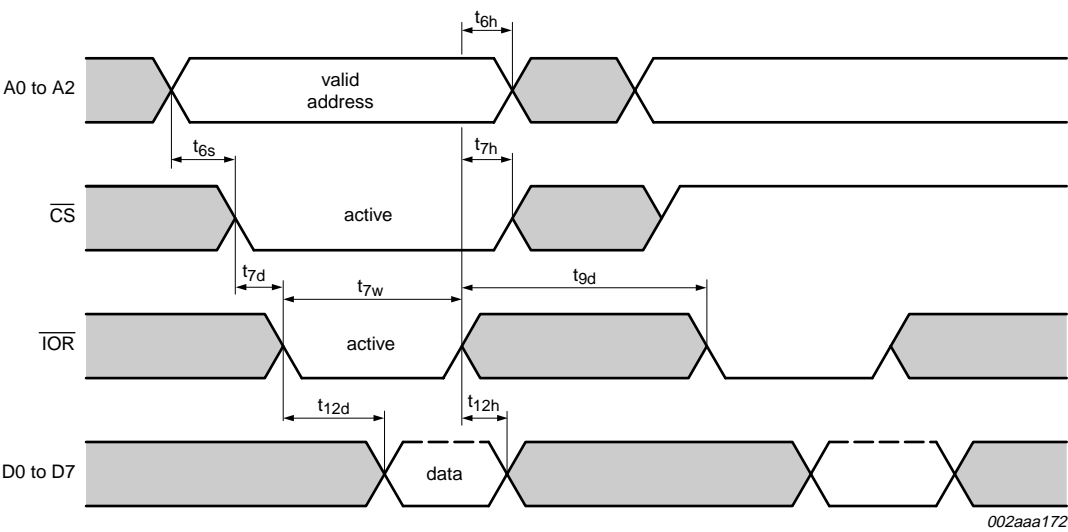 t6h
A0 to A2
valid
address
t6s
t7h
CS
active
t7d
t7w
t9d
IOR
active
t12d
t12h
D0 to D7
data
002aaa172